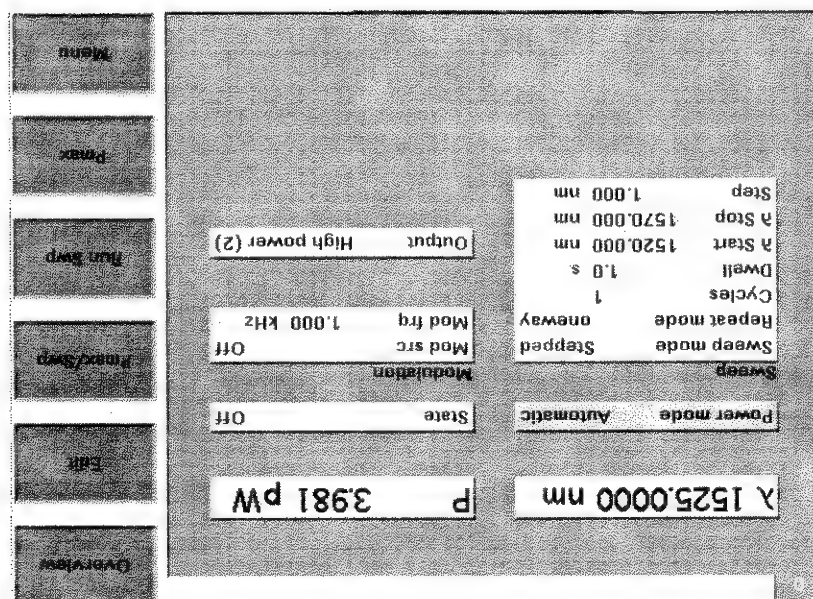 λ 1525.0000 nm
P 3.981 pW
Power mode Automatic
State Off
Sweep
Sweep mode Stepped
Repeat mode oneway
Cycles 1
Dwell 1.0 s
λ Start 1520.000 nm
λ Stop 1570.000 nm
Step 1.000 nm
Modulation
Mod src Off
Mod frq 1.000 kHz
Output High power (2)
Overview
Edit
Pmax/Swp
Run Swp
Pmax
Menu